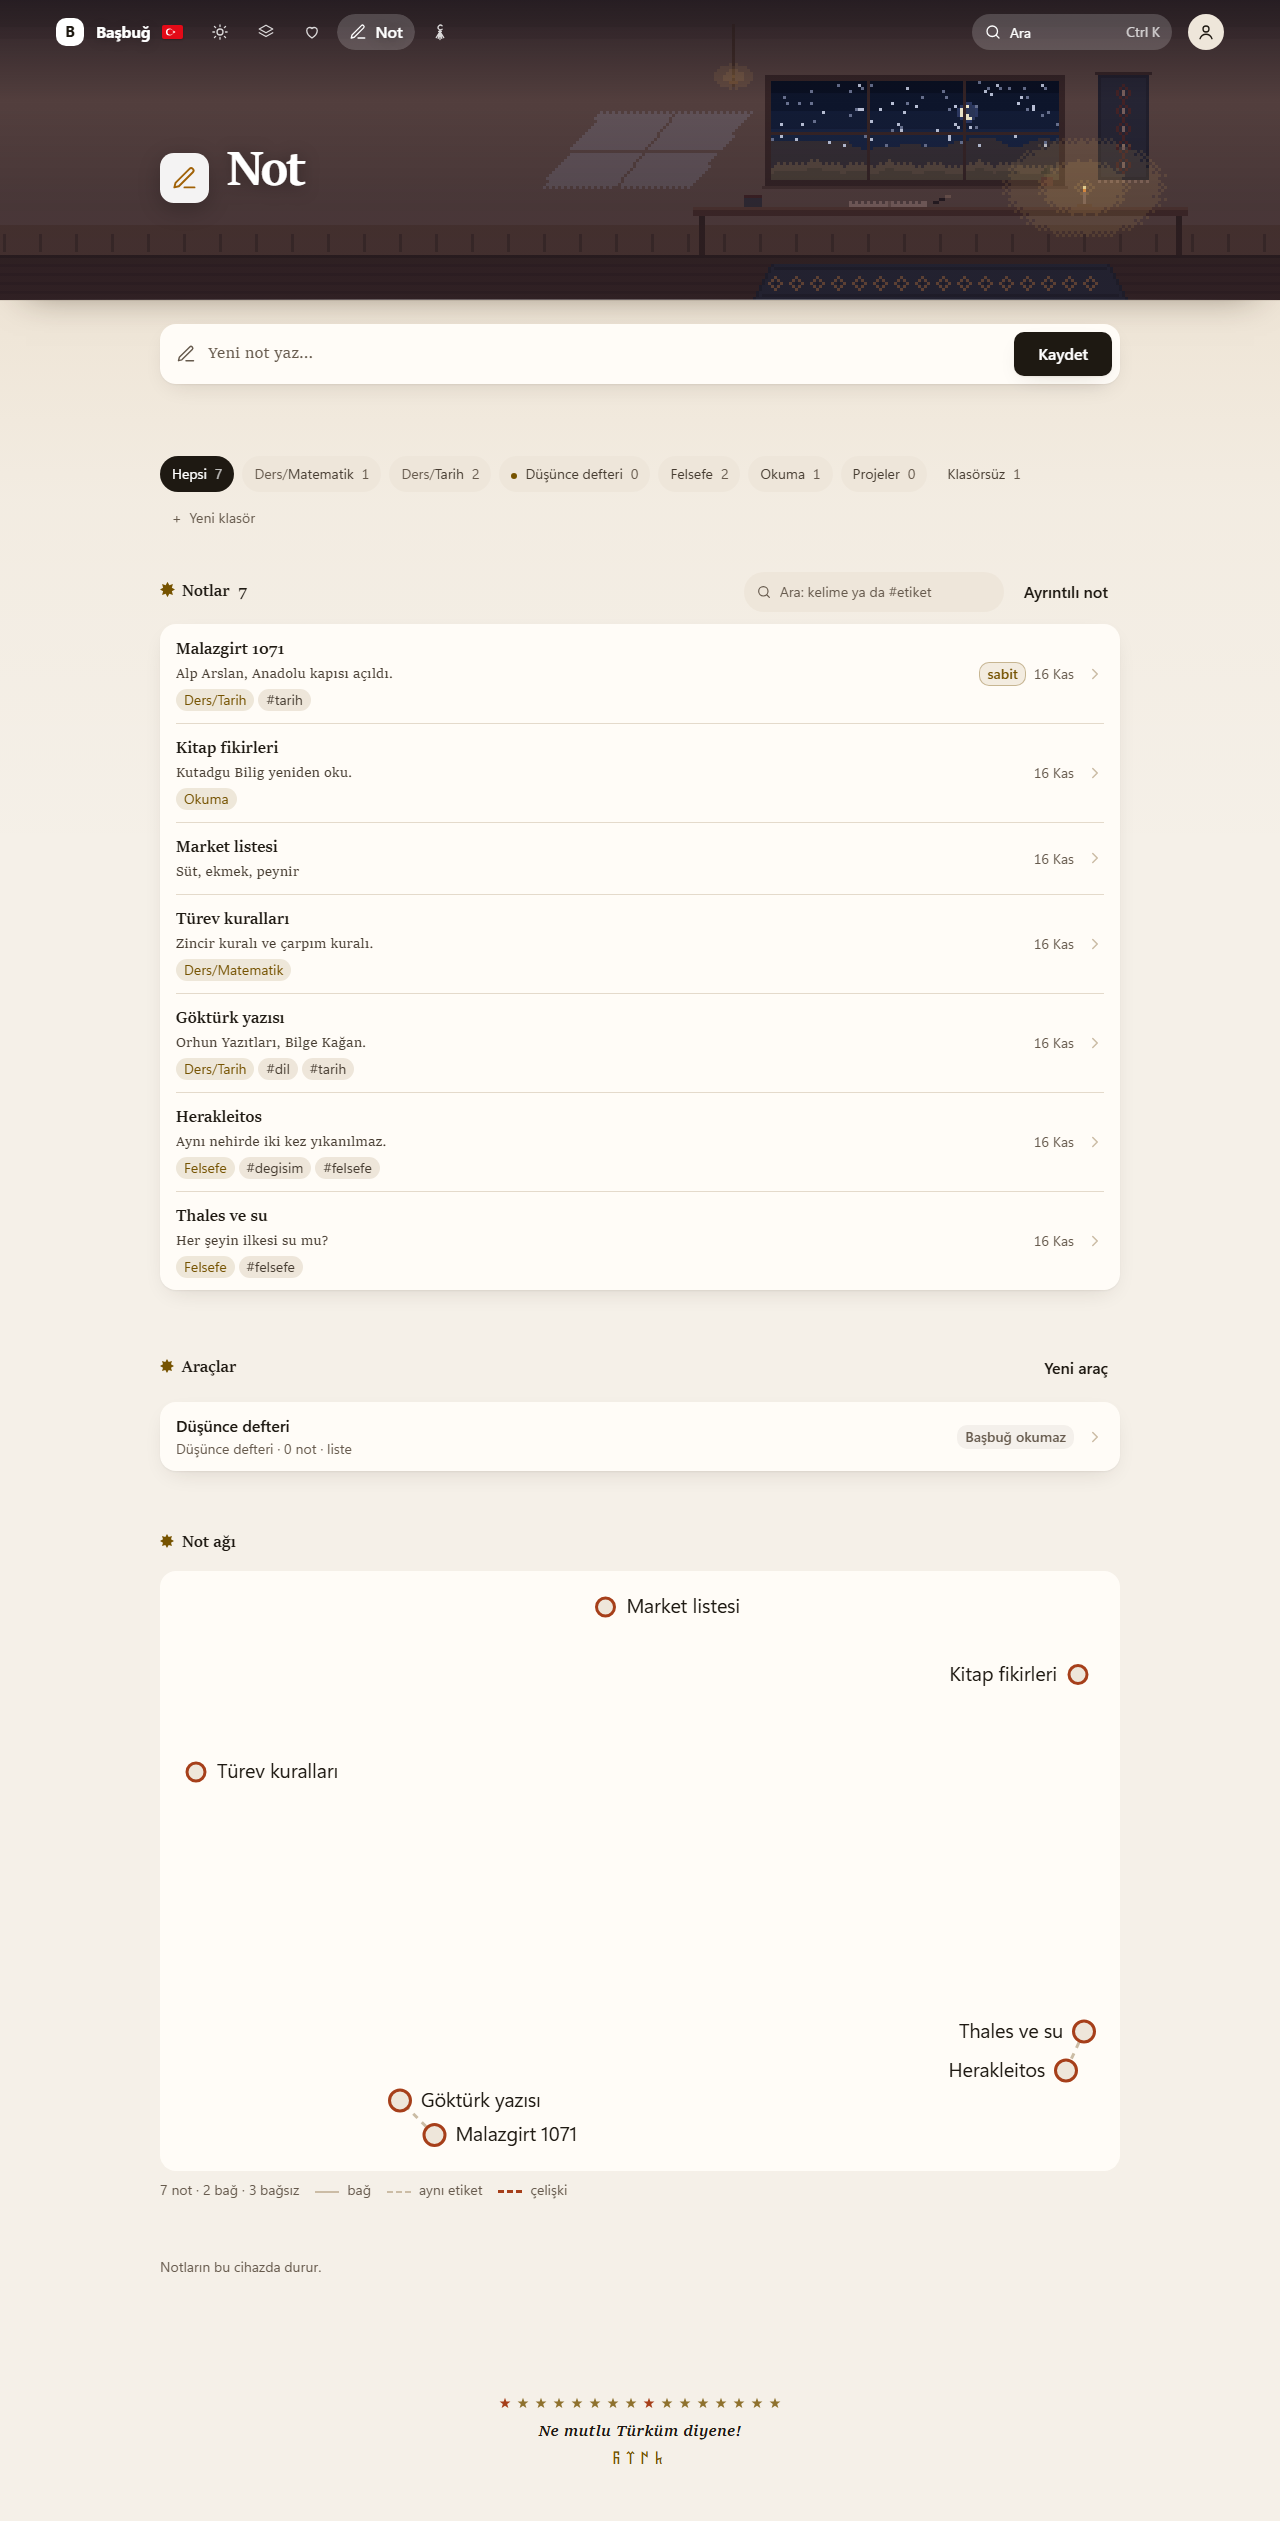 B Başbuğ Not Ara Ctrl K
Not
Yeni not yaz... Kaydet
Hepsi 7 Ders/Matematik 1 Ders/Tarih 2 Düşünce defteri 0 Felsefe 2 Okuma 1 Projeler 0 Klasörsüz 1
+ Yeni klasör
Notlar 7 Ara: kelime ya da #etiket Ayrıntılı not
Malazgirt 1071
Alp Arslan, Anadolu kapısı açıldı. sabit 16 Kas
Ders/Tarih #tarih
Kitap fikirleri
Kutadgu Bilig yeniden oku. 16 Kas
Okuma
Market listesi
Süt, ekmek, peynir 16 Kas
Türev kuralları
Zincir kuralı ve çarpım kuralı. 16 Kas
Ders/Matematik
Göktürk yazısı
Orhun Yazıtları, Bilge Kağan. 16 Kas
Ders/Tarih #dil #tarih
Herakleitos
Aynı nehirde iki kez yıkanılmaz. 16 Kas
Felsefe #degisim #felsefe
Thales ve su
Her şeyin ilkesi su mu? 16 Kas
Felsefe #felsefe
Araçlar Yeni araç
Düşünce defteri
Düşünce defteri · 0 not · liste Başbuğ okumaz
Not ağı
Market listesi
Kitap fikirleri
Türev kuralları
Thales ve su
Herakleitos
Göktürk yazısı
Malazgirt 1071
7 not · 2 bağ · 3 bağsız bağ aynı etiket çelişki
Notların bu cihazda durur.
Ne mutlu Türküm diyene!